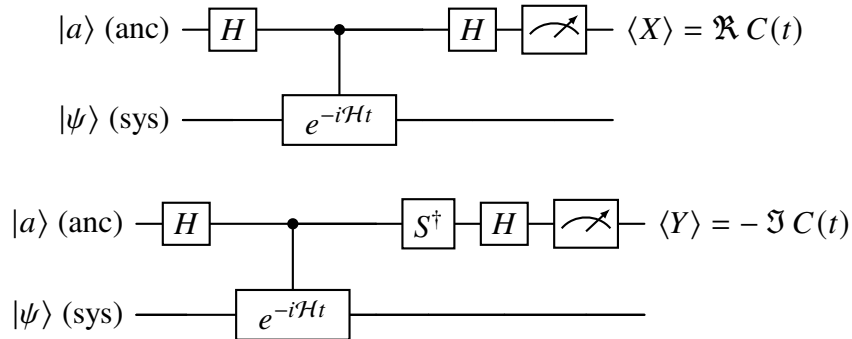 |a⟩ (anc) H H ⟨X⟩ = ℜ C(t)
|ψ⟩ (sys) e^{-iℋt}
|a⟩ (anc) H S† H ⟨Y⟩ = − ℑ C(t)
|ψ⟩ (sys) e^{-iℋt}